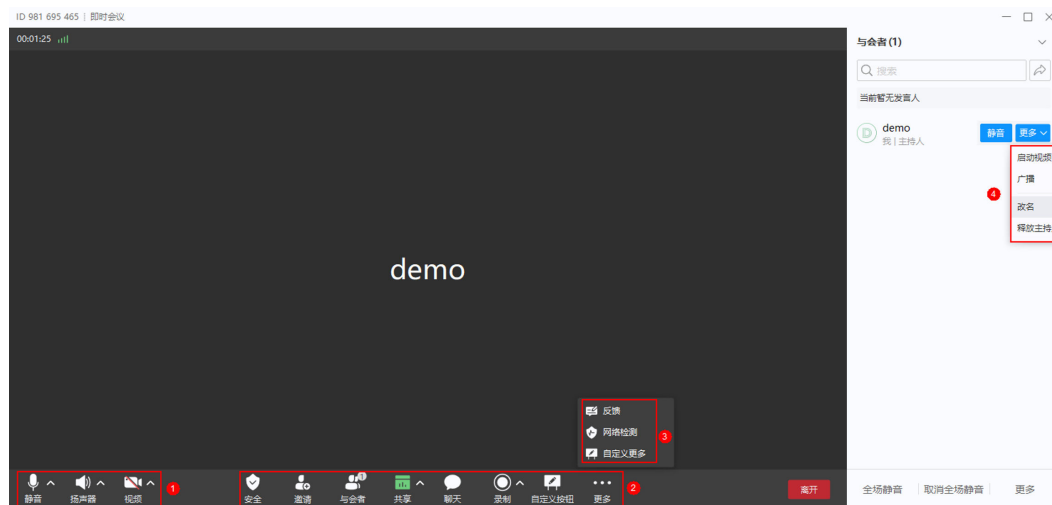 ID 981 695 465 | 即时会议
00:01:25
与会者(1)
搜索
当前暂无发言人
D
demo
我 | 主持人
静音
更多
启动视频
广播
4
改名
释放主持
demo
反馈
网络检测
自定义更多
3
静音
扬声器
视频
1
安全
邀请
1
与会者
共享
聊天
录制
自定义按钮
更多
2
离开
全场静音
取消全场静音
更多